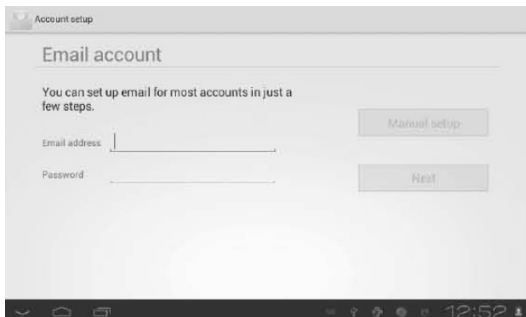 Account setup
Email account
You can set up email for most accounts in just a
few steps.
Manual setup
Email address
Password
Next
12:52